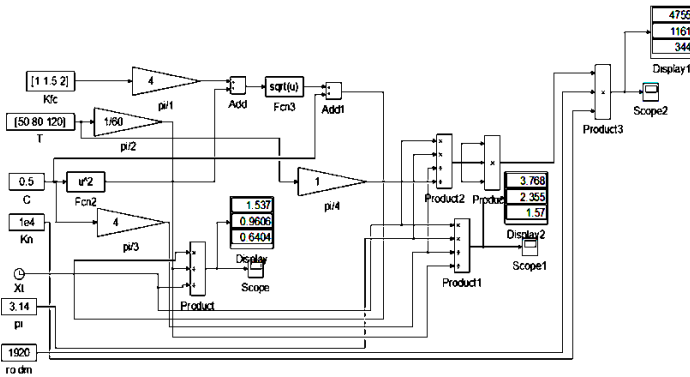 4755
1161
344
Display1
[1 1.5 2]
Kfc
4
pi/1
Add
sqrt(u)
Fcn3
Add1
Product3
Scope2
[50 80 120]
T
1/60
pi/2
0.5
C
u^2
Fcn2
1
pi/4
Product2
Produc
3.768
2.355
1.57
Display2
1e4
Kn
4
pi/3
1.537
0.9606
0.6404
Display
Scope
Product
Product1
Scope1
Xt
3.14
pi
1920
ro dm